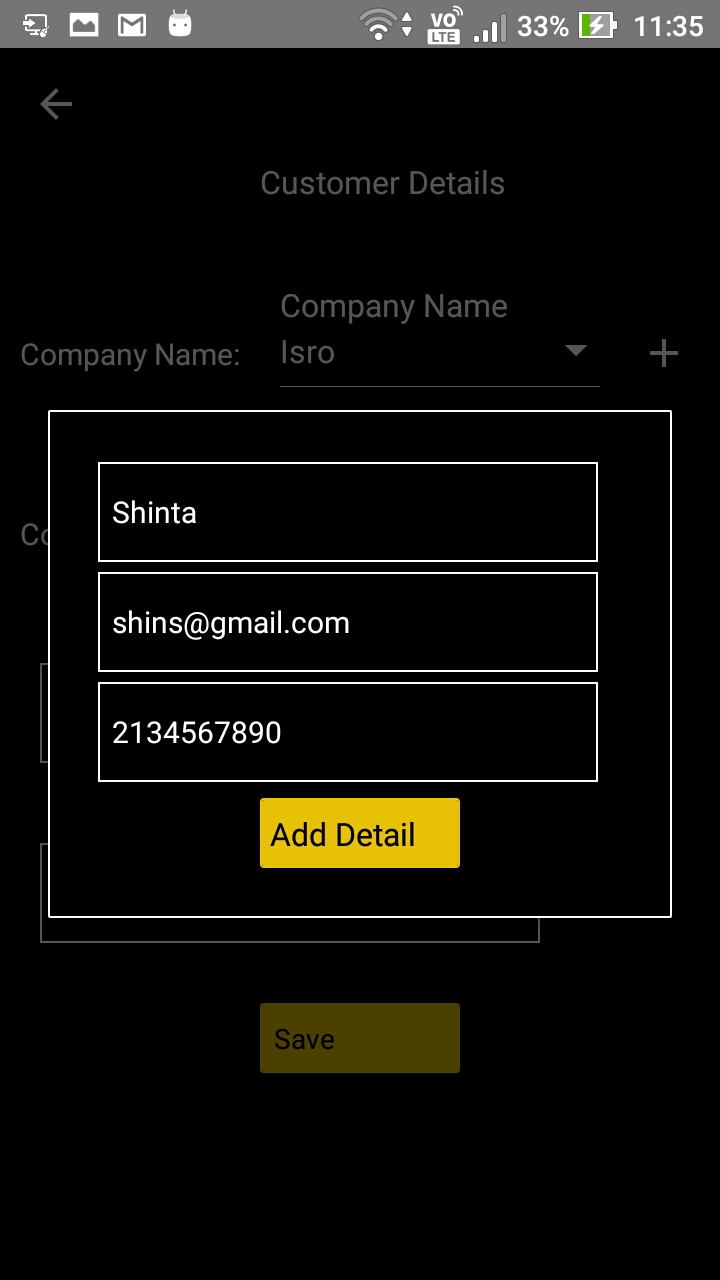 VO LTE 33% 11:35
Customer Details
Company Name
Company Name: Isro
Co
Shinta
shins@gmail.com
2134567890
Add Detail
Save